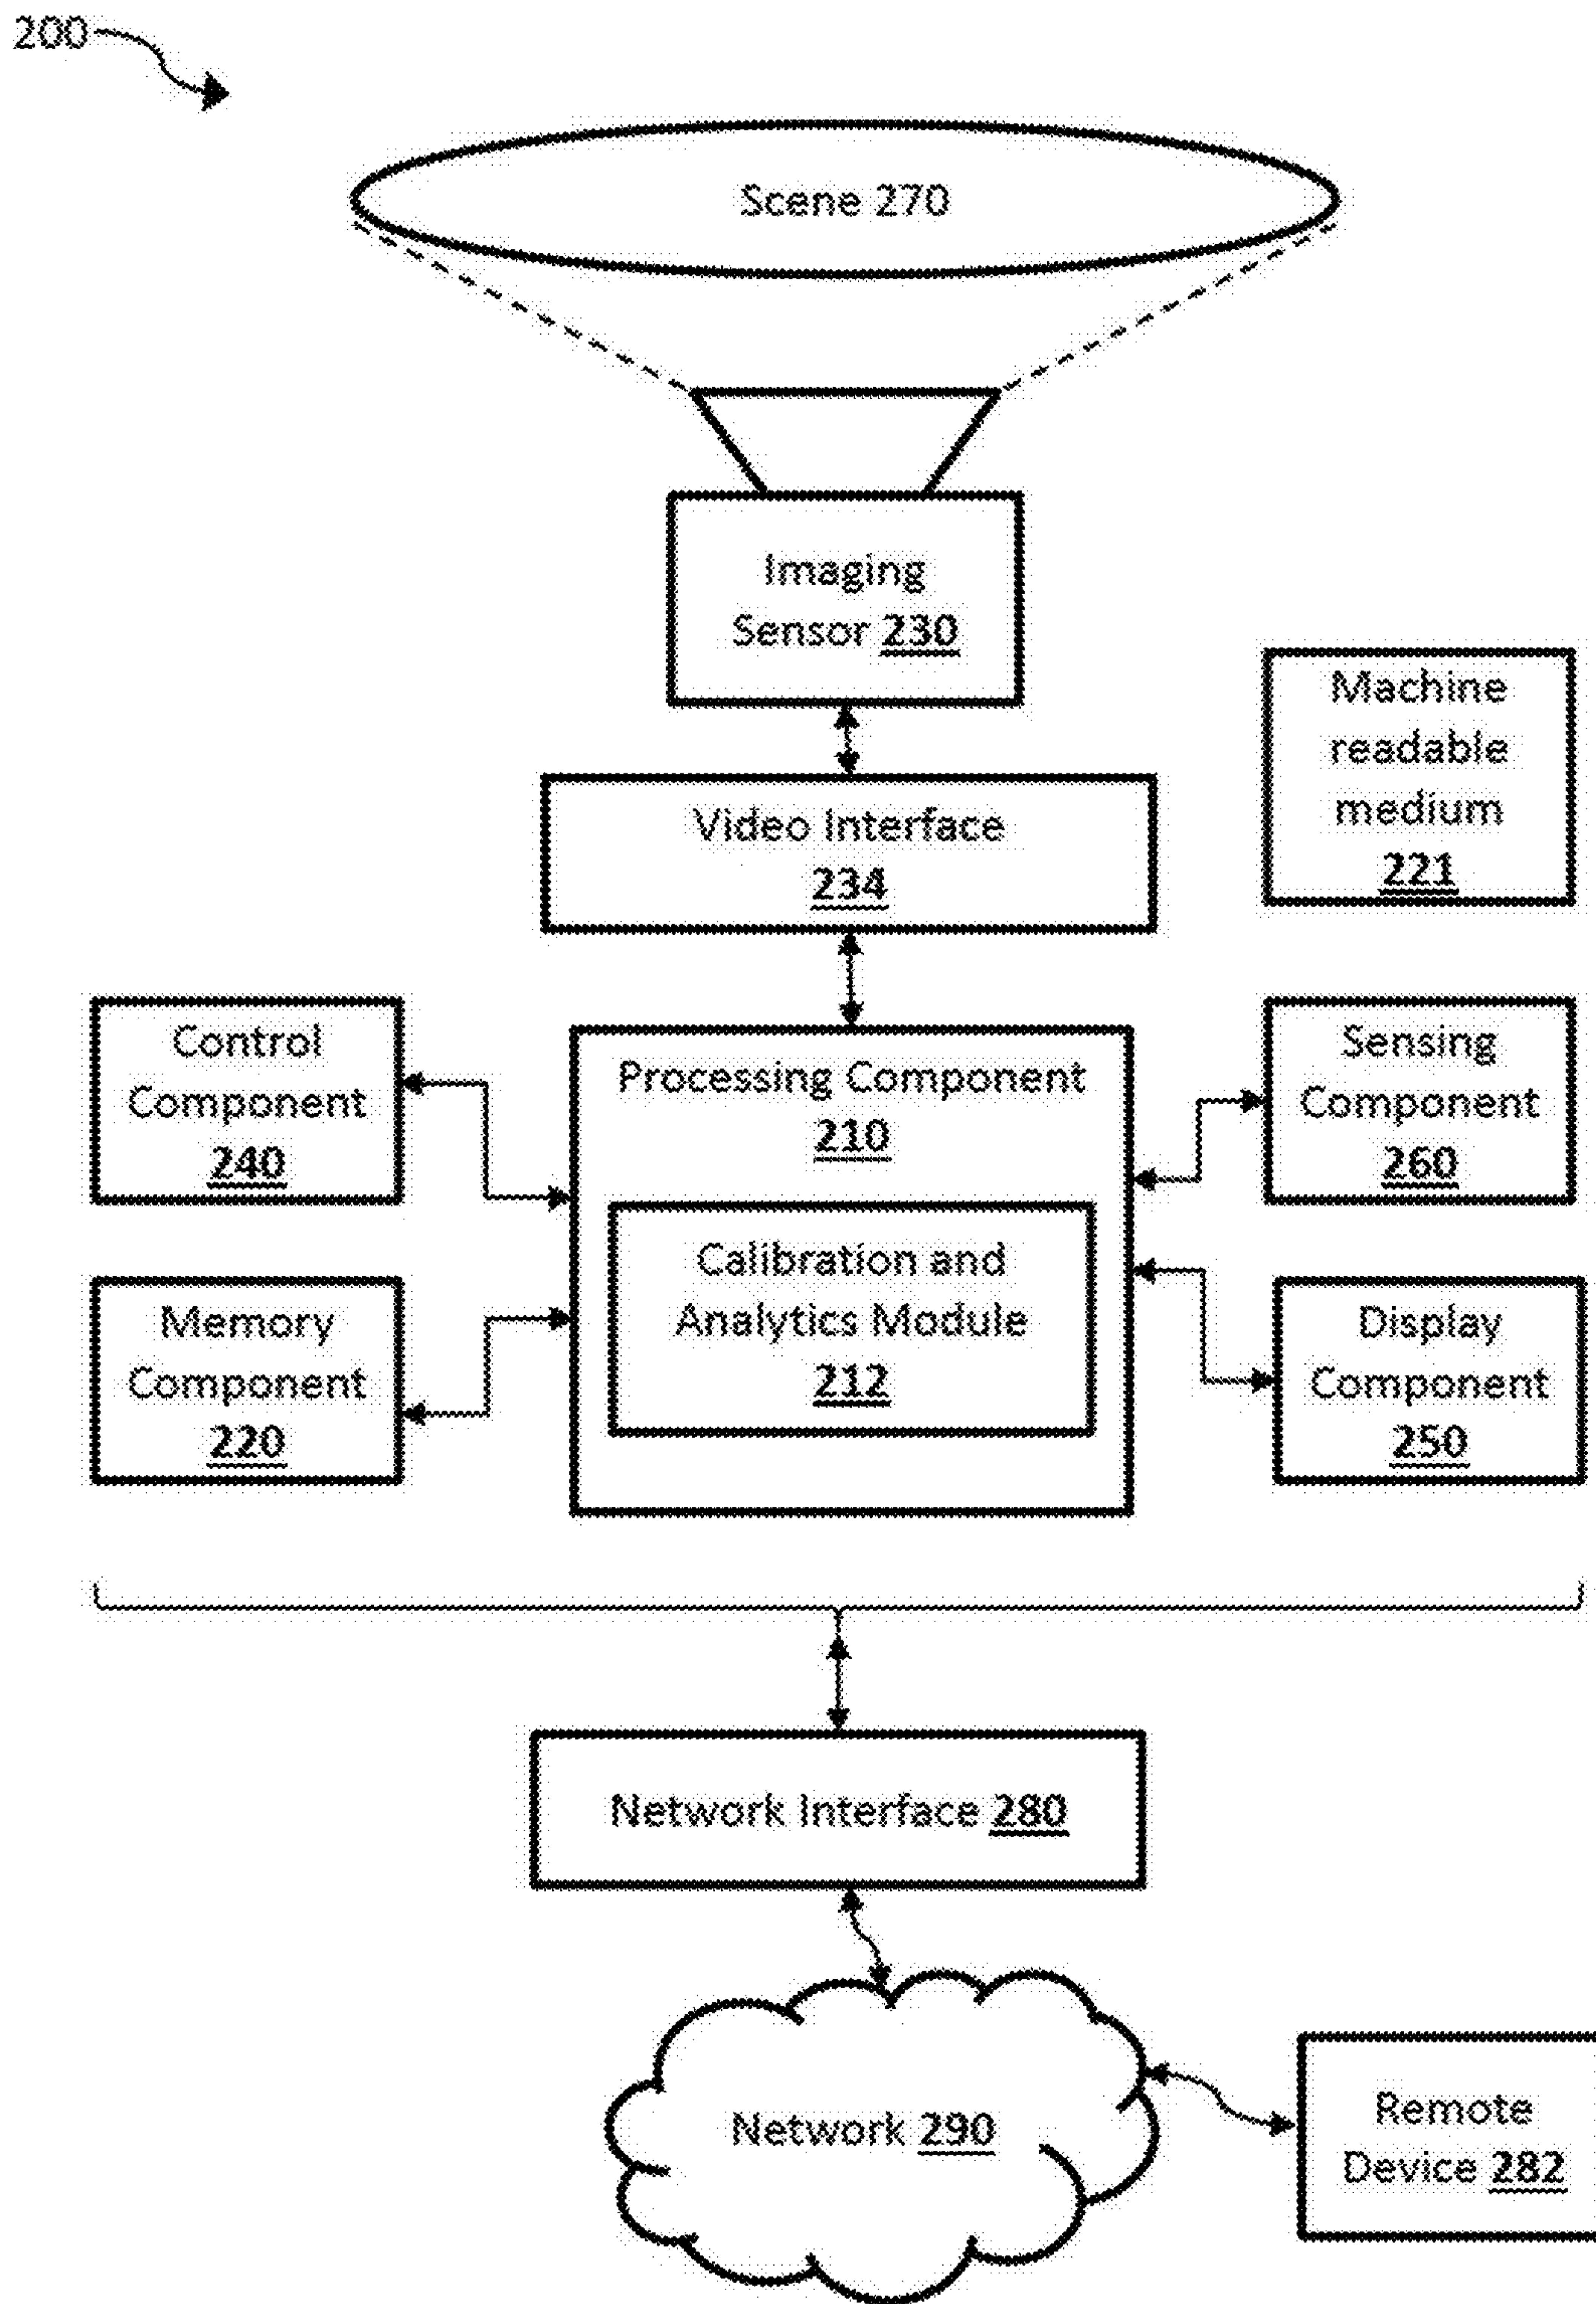 200
Scene 270
Imaging
Sensor 230
Machine
readable
medium
221
Video Interface
234
Control
Component
240
Processing Component
210
Sensing
Component
260
Calibration and
Analytics Module
212
Memory
Component
220
Display
Component
250
Network Interface 280
Network 290
Remote
Device 282